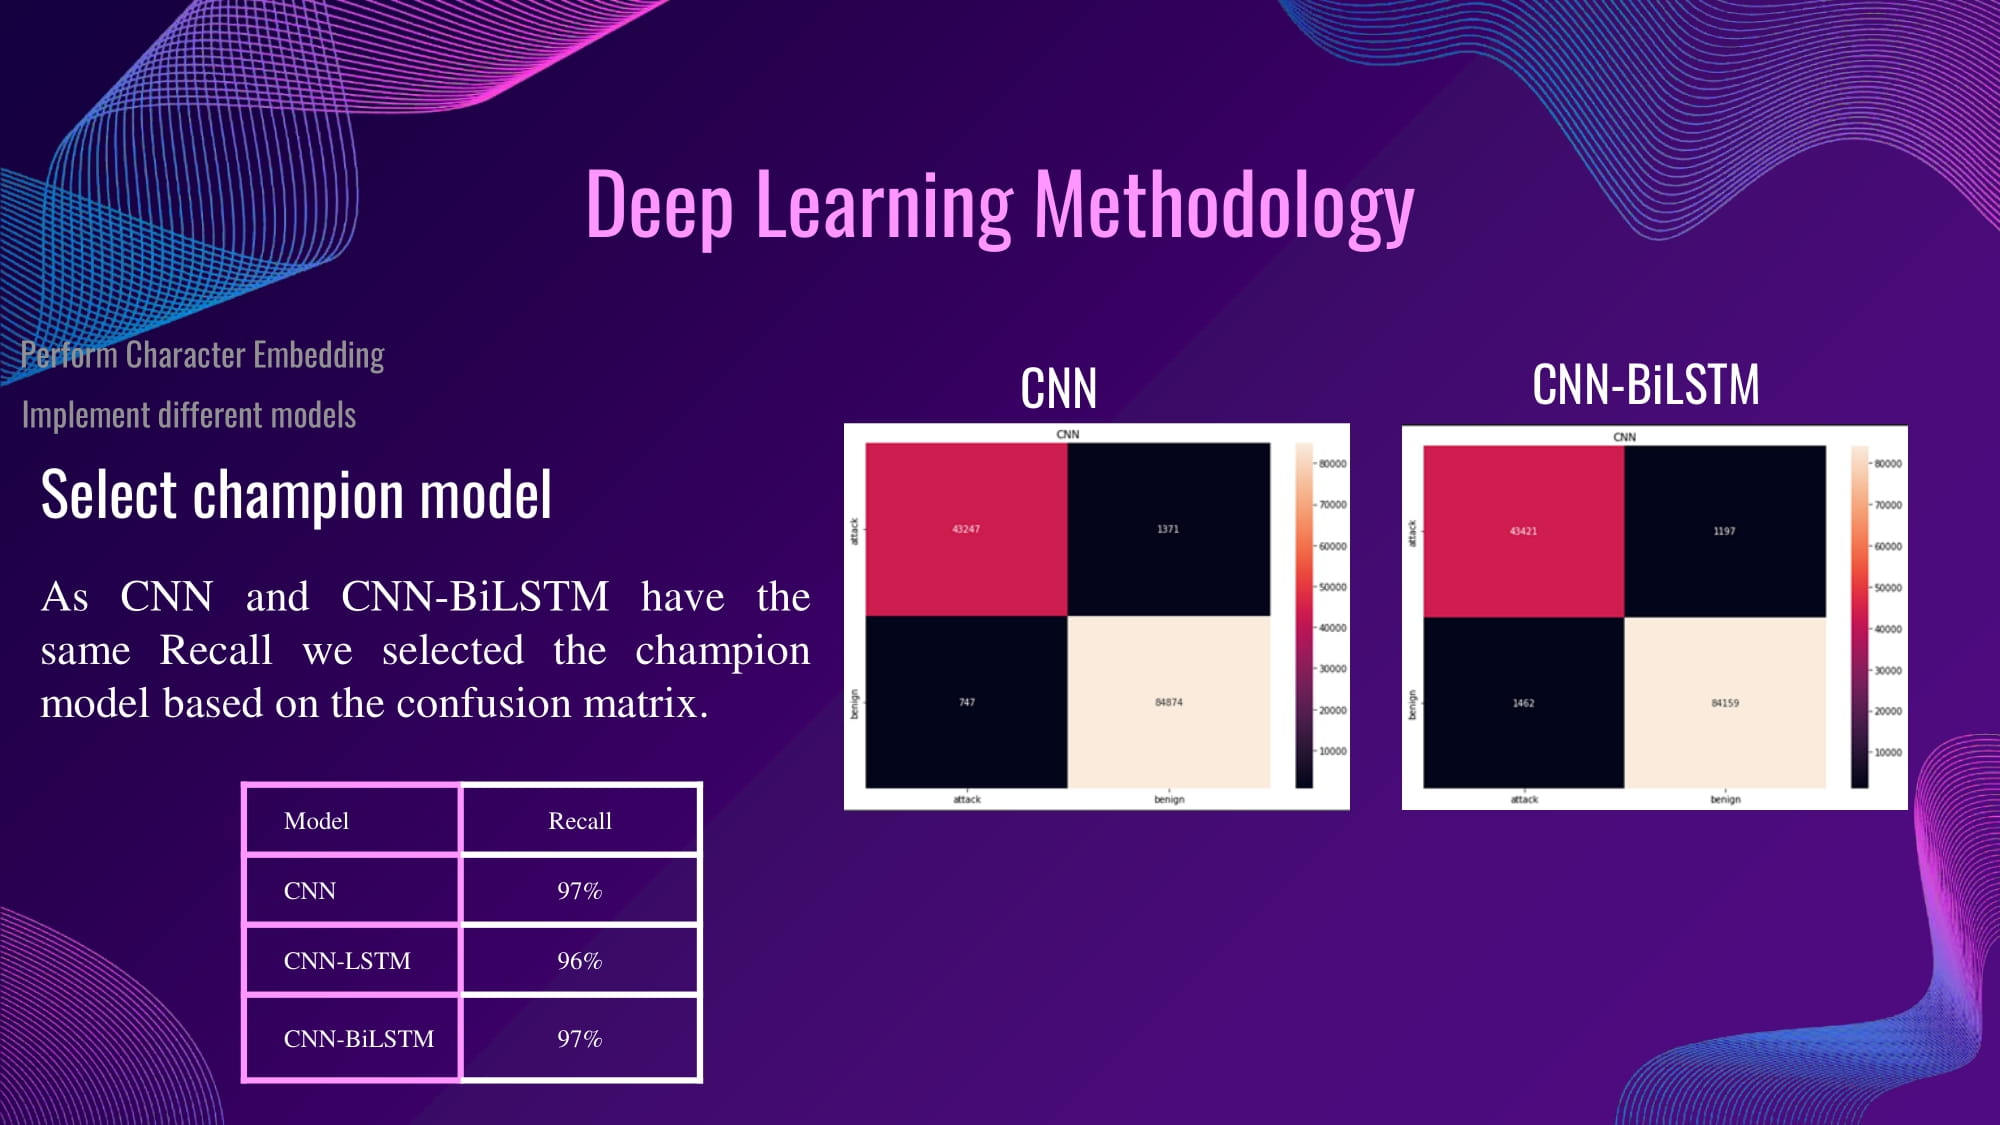 Deep Learning Methodology
Perform Character Embedding
Implement different models
Select champion model
As CNN and CNN-BiLSTM have the
same Recall we selected the champion
model based on the confusion matrix.
Model Recall
CNN 97%
CNN-LSTM 96%
CNN-BiLSTM 97%
CNN
CNN
attack
43247 1371
benign
747 84874
attack benign
80000
70000
60000
50000
40000
30000
20000
10000
CNN-BiLSTM
CNN
attack
43421 1197
benign
1462 84159
attack benign
80000
70000
60000
50000
40000
30000
20000
10000